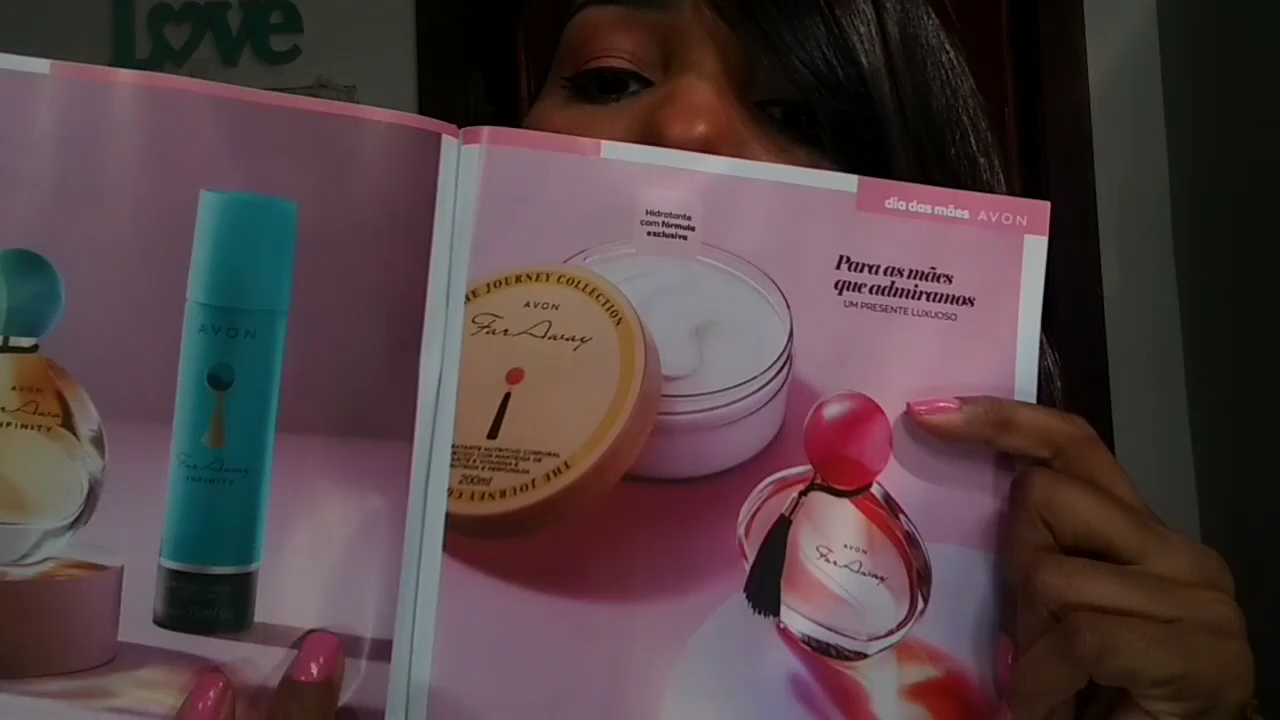 Love
AVON
Far Away
INFINITY
AVON
Far Away
INFINITY
dia das mães AVON
Hidratante
com fórmula
exclusiva
Para as mães
que admiramos
UM PRESENTE LUXUOSO
THE JOURNEY COLLECTION
AVON
Far Away
200ml
AVON
Far Away